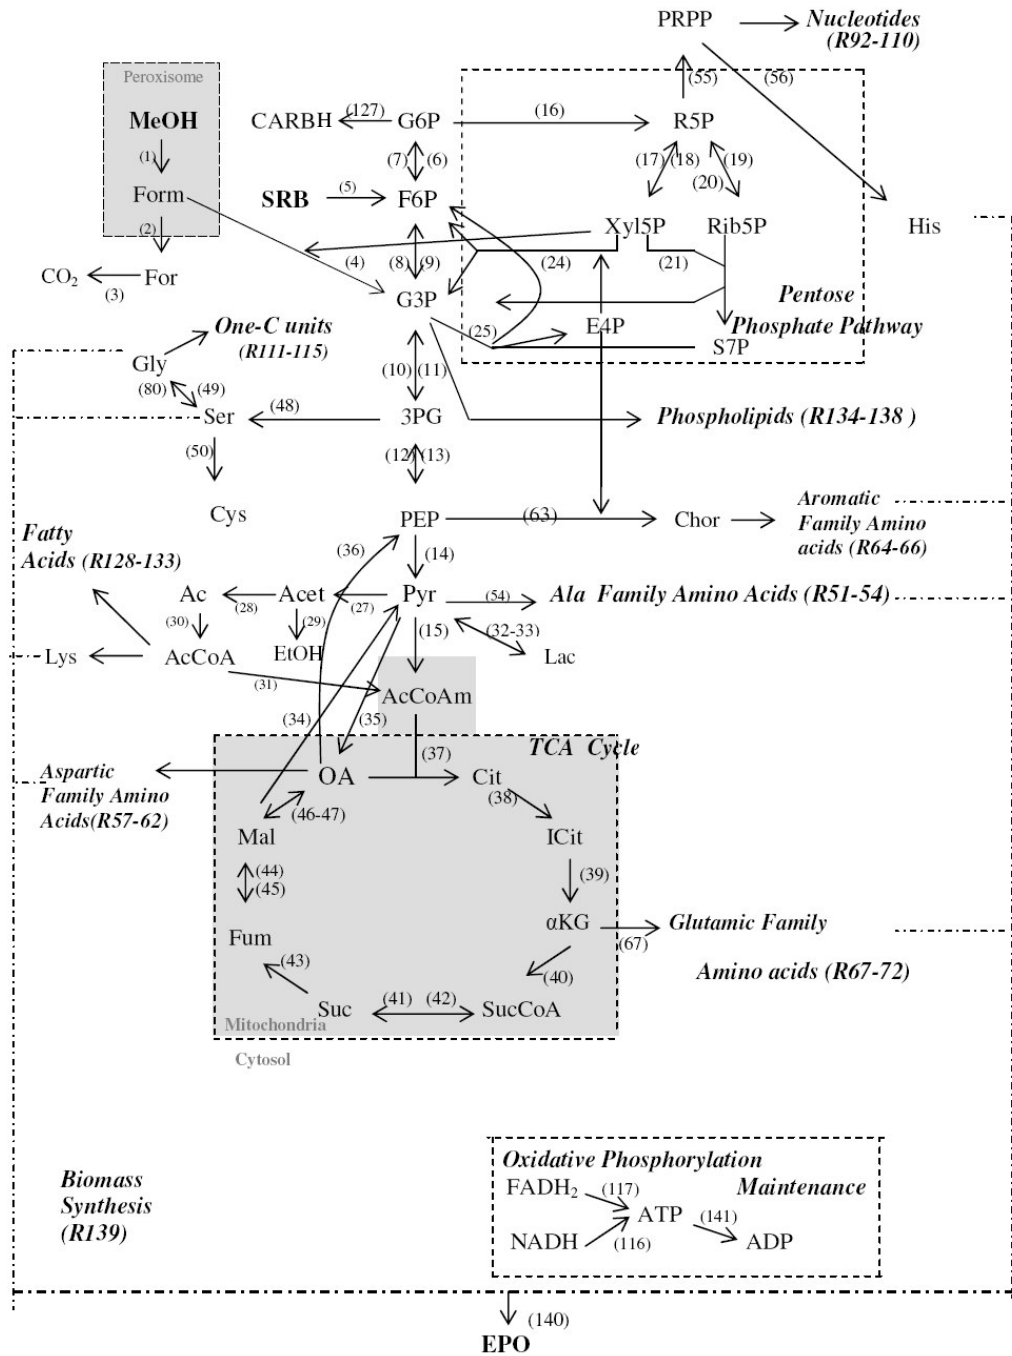 PRPP
Nucleotides
(R92-110)
Peroxisome
(55)
(56)
MeOH
CARBH
(127)
G6P
(16)
R5P
(1)
(7)
(6)
(17)
(18)
(19)
(20)
Form
SRB
(5)
F6P
(2)
Xyl5P
Rib5P
His
CO2
For
(3)
(4)
(8)
(9)
(24)
(21)
G3P
Pentose
Phosphate Pathway
One-C units
(R111-115)
(25)
E4P
S7P
Gly
(80)
(49)
(10)
(11)
Ser
(48)
3PG
Phospholipids (R134-138 )
(50)
(12)
(13)
Cys
PEP
(63)
Chor
Aromatic
Family Amino
acids (R64-66)
Fatty
Acids (R128-133)
(36)
(14)
Ac
(28)
Acet
(27)
Pyr
(54)
Ala Family Amino Acids (R51-54)
(30)
(29)
(15)
(32-33)
Lys
AcCoA
EtOH
Lac
(31)
AcCoAm
(34)
(35)
(37)
TCA Cycle
Aspartic
Family Amino
Acids(R57-62)
OA
Cit
(38)
(46-47)
Mal
ICit
(44)
(45)
(39)
Fum
αKG
(67)
Glutamic Family
Amino acids (R67-72)
(43)
(40)
Suc
(41)
(42)
SucCoA
Mitochondria
Cytosol
Oxidative Phosphorylation
Maintenance
FADH2
(117)
ATP
(141)
NADH
(116)
ADP
Biomass
Synthesis
(R139)
(140)
EPO